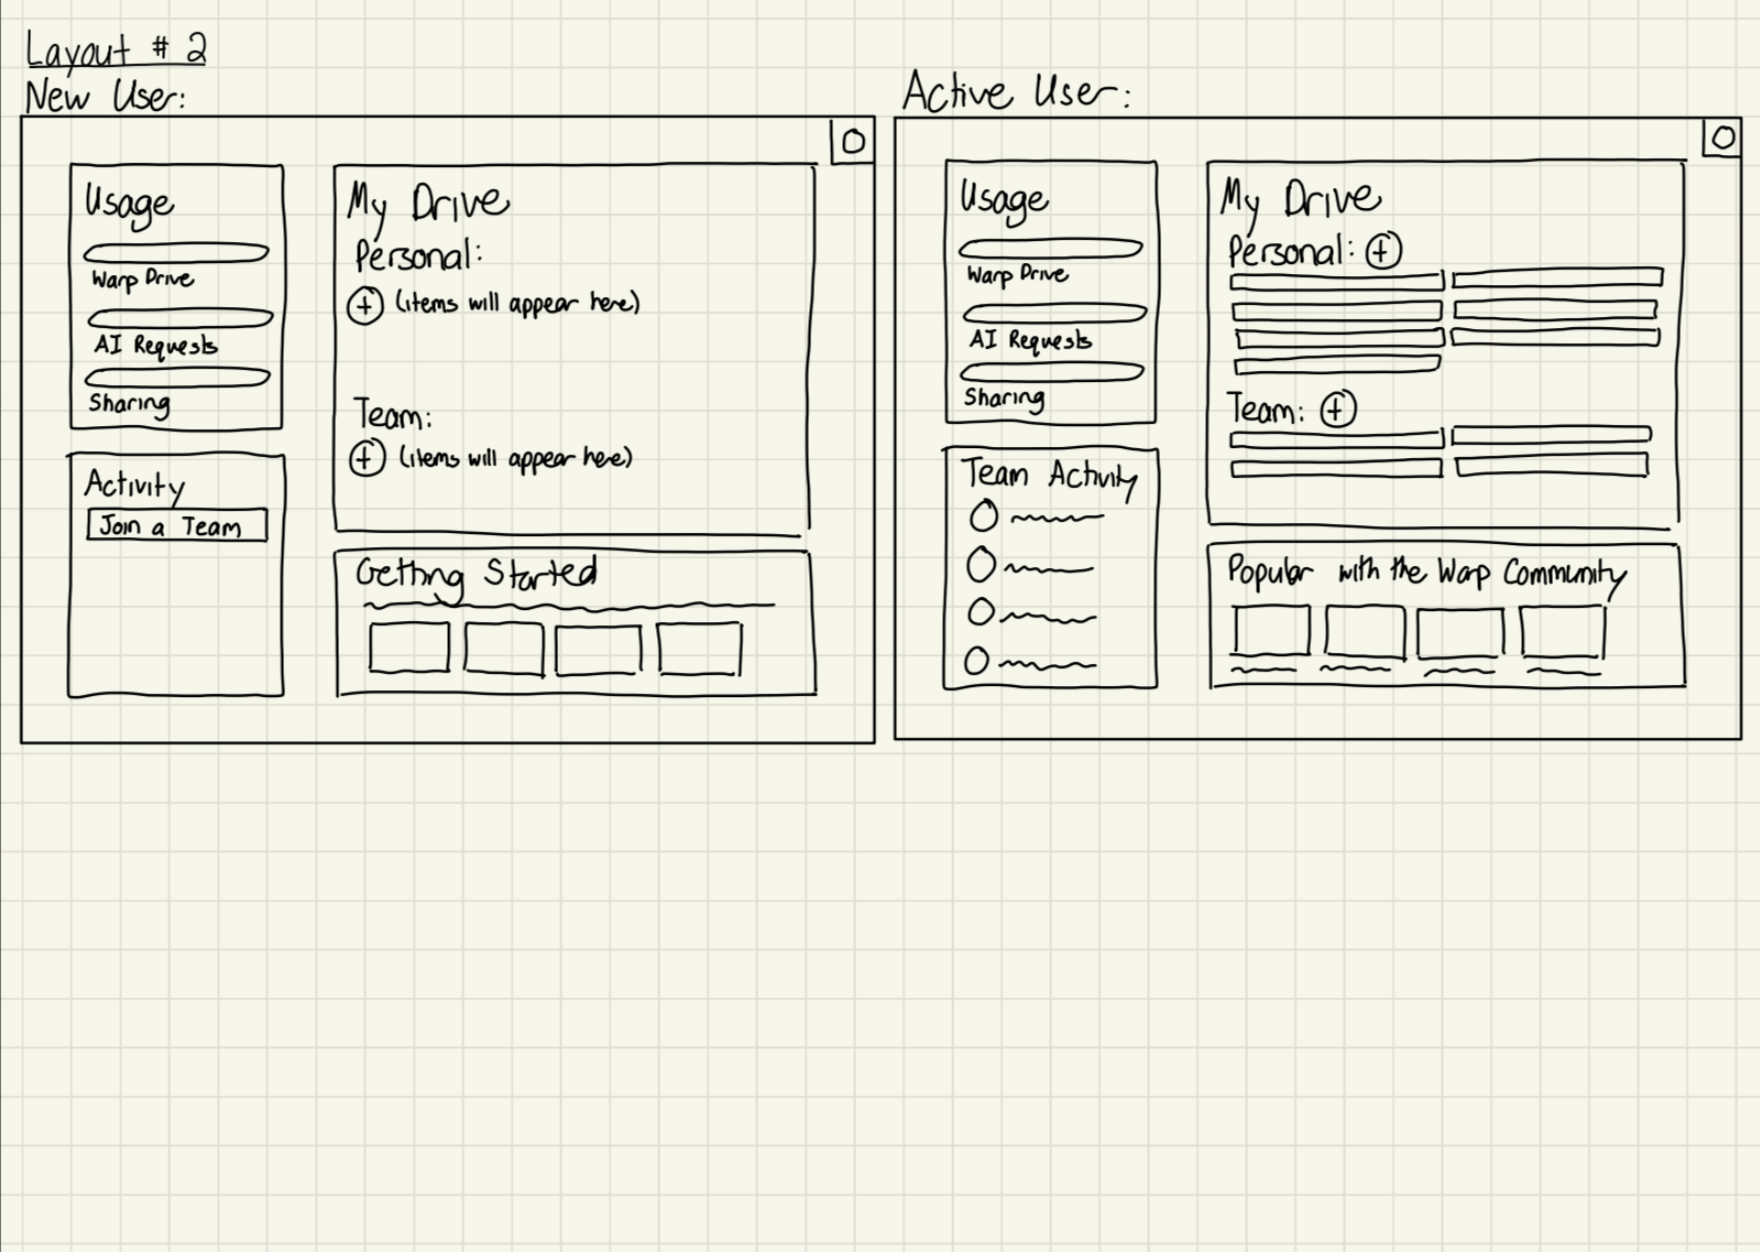 Layout # 2
New User:
Usage
Warp Drive
AI Requests
Sharing
Activity
Join a Team
My Drive
Personal:
+ (items will appear here)
Team:
+ (items will appear here)
Getting Started
Active User:
Usage
Warp Drive
AI Requests
Sharing
Team Activity
My Drive
Personal: +
Team: +
Popular with the Warp Community